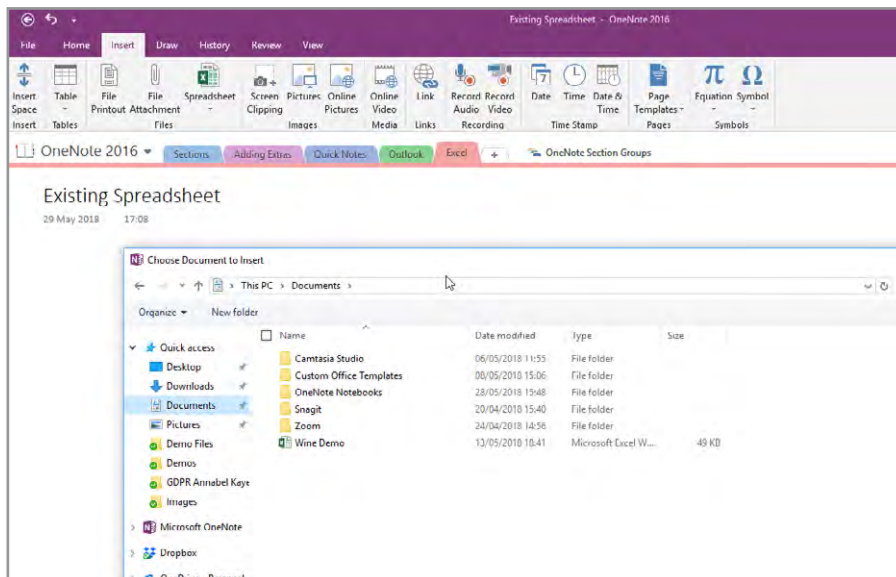 Existing Spreadsheet - OneNote 2016
File Home Insert Draw History Review View
Insert Space Table File Printout File Attachment Spreadsheet Screen Clipping Pictures Online Pictures Online Video Link Record Audio Record Video Date Time Date & Time Page Templates Equation Symbol
Insert Tables Files Images Media Links Recording Time Stamp Pages Symbols
OneNote 2016 Sections Adding Extras Quick Notes Outlook Excel + OneNote Section Groups
Existing Spreadsheet
29 May 2018 17:08
Choose Document to Insert
This PC > Documents >
Organize New folder
Name Date modified Type Size
Quick access
Desktop
Downloads
Documents
Pictures
Demo Files
Demos
GDPR Annabel Kaye
Images
Microsoft OneNote
Dropbox
Camtasia Studio 06/05/2018 11:55 File folder
Custom Office Templates 08/05/2018 15:06 File folder
OneNote Notebooks 28/05/2018 15:48 File folder
Snagit 20/04/2018 15:40 File folder
Zoom 24/04/2018 14:56 File folder
Wine Demo 13/05/2018 18:41 Microsoft Excel W... 49 KB